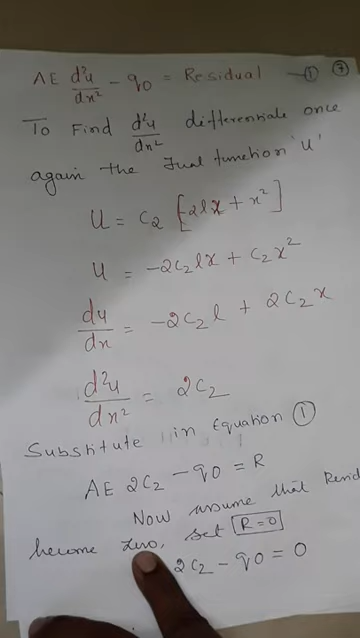 AE d²u/dx² - q0 = Residual — ① ⑦
To Find d²u/dx² differentiate once
again the Trial function 'u'
U = C₂ [2lx + x²]
u = -2C₂lx + C₂x²
du/dx = -2C₂l + 2C₂x
d²u/dx² = 2C₂
Substitute in Equation ①
AE 2C₂ - q0 = R
Now assume that
become zero, set R=0
2C₂ - q0 = 0